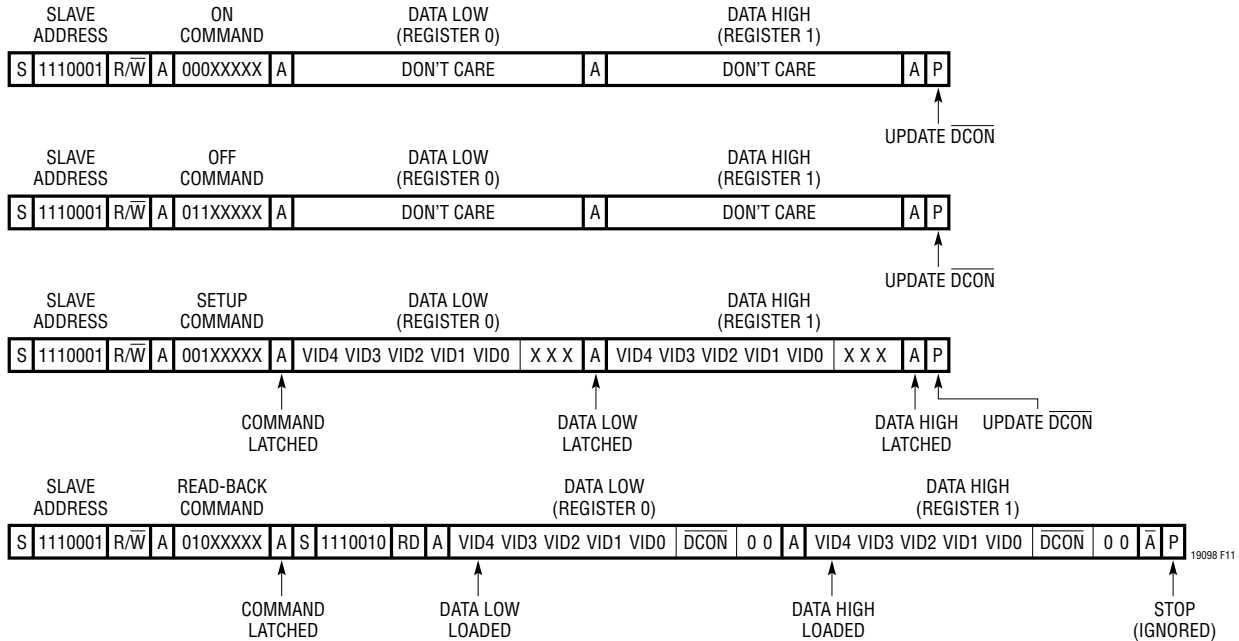 SLAVE ADDRESS ON COMMAND DATA LOW (REGISTER 0) DATA HIGH (REGISTER 1)
S 1110001 R/W̅ A 000XXXXX A DON'T CARE A DON'T CARE A P
UPDATE D̅C̅O̅N̅
SLAVE ADDRESS OFF COMMAND DATA LOW (REGISTER 0) DATA HIGH (REGISTER 1)
S 1110001 R/W̅ A 011XXXXX A DON'T CARE A DON'T CARE A P
UPDATE D̅C̅O̅N̅
SLAVE ADDRESS SETUP COMMAND DATA LOW (REGISTER 0) DATA HIGH (REGISTER 1)
S 1110001 R/W̅ A 001XXXXX A VID4 VID3 VID2 VID1 VID0 X X X A VID4 VID3 VID2 VID1 VID0 X X X A P
COMMAND LATCHED DATA LOW LATCHED DATA HIGH LATCHED UPDATE D̅C̅O̅N̅
SLAVE ADDRESS READ-BACK COMMAND DATA LOW (REGISTER 0) DATA HIGH (REGISTER 1)
S 1110001 R/W̅ A 010XXXXX A S 1110010 RD A VID4 VID3 VID2 VID1 VID0 D̅C̅O̅N̅ 0 0 A VID4 VID3 VID2 VID1 VID0 D̅C̅O̅N̅ 0 0 A̅ P
19098 F11
COMMAND LATCHED DATA LOW LOADED DATA HIGH LOADED STOP (IGNORED)